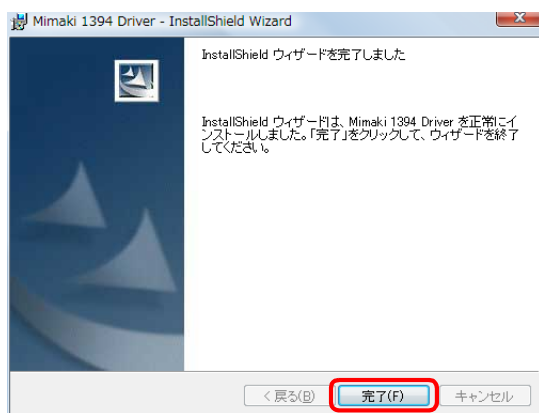 Mimaki 1394 Driver - InstallShield Wizard
InstallShield ウィザードを完了しました
InstallShield ウィザードは、Mimaki 1394 Driver を正常にイ
ンストールしました。「完了」をクリックして、ウィザードを終了
してください。
< 戻る(B)
完了(F)
キャンセル